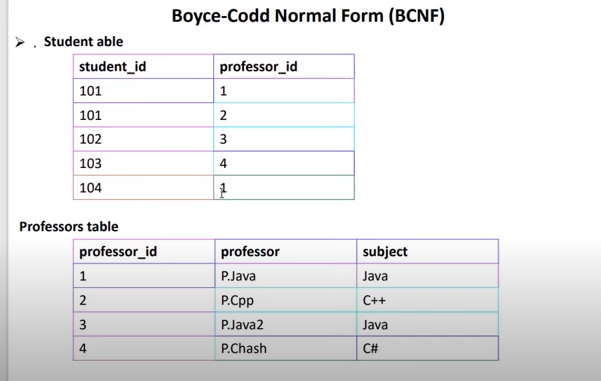 Boyce-Codd Normal Form (BCNF)
➢ . Student able
student_id professor_id
101 1
101 2
102 3
103 4
104 1
Professors table
professor_id professor subject
1 P.Java Java
2 P.Cpp C++
3 P.Java2 Java
4 P.Chash C#